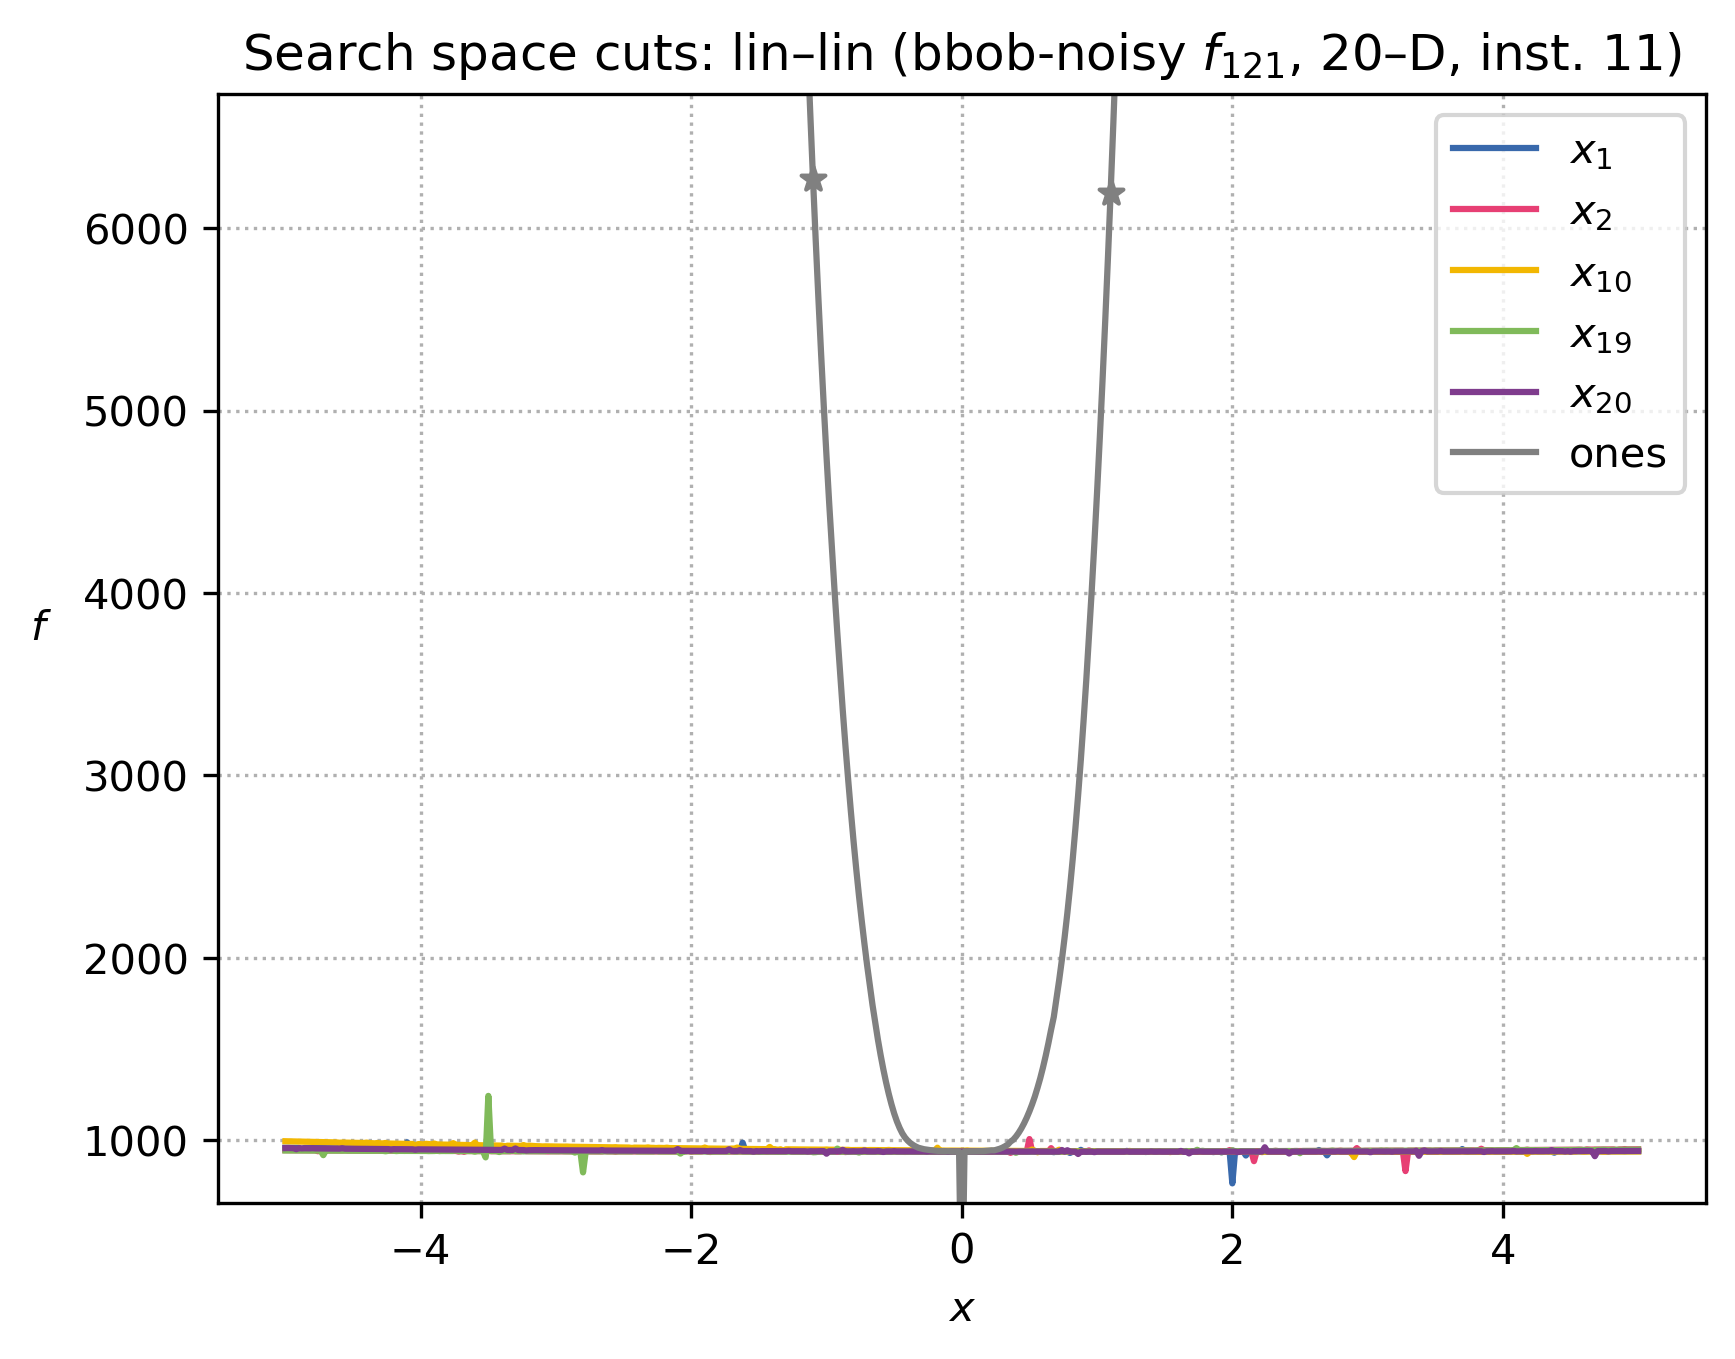 Search space cuts: lin–lin (bbob-noisy f₁₂₁, 20–D, inst. 11)
x₁
x₂
x₁₀
x₁₉
x₂₀
ones
6000
5000
4000
3000
2000
1000
f
−4
−2
0
2
4
x